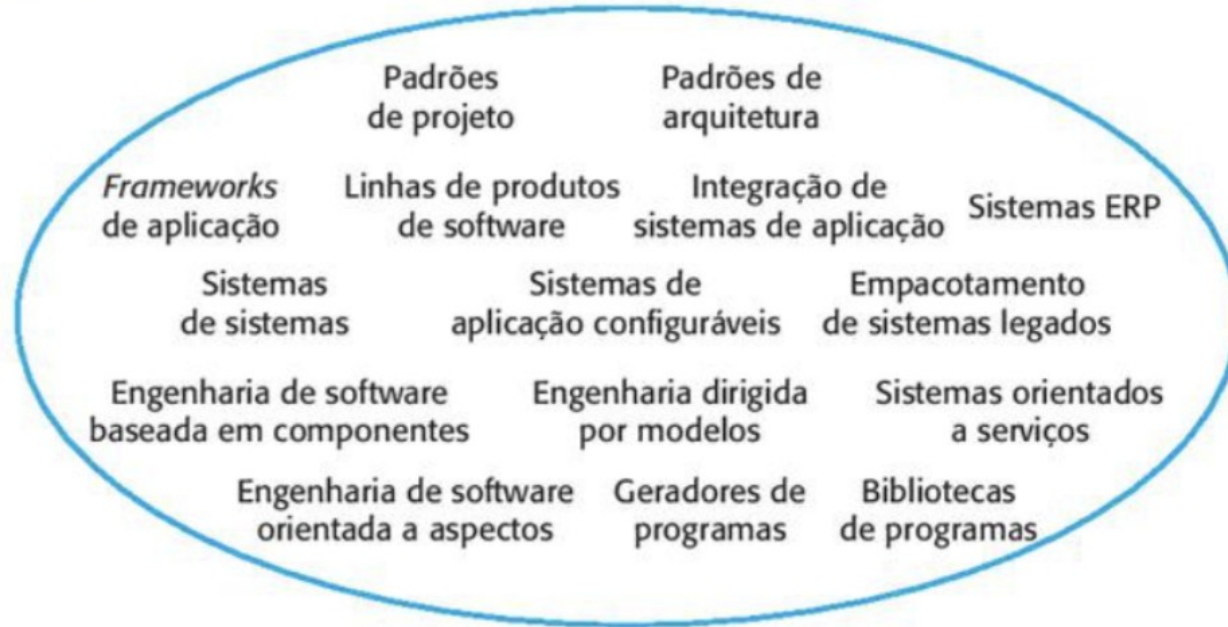 Padrões
de projeto
Padrões de
arquitetura
Frameworks
de aplicação
Linhas de produtos
de software
Integração de
sistemas de aplicação
Sistemas ERP
Sistemas
de sistemas
Sistemas de
aplicação configuráveis
Empacotamento
de sistemas legados
Engenharia de software
baseada em componentes
Engenharia dirigida
por modelos
Sistemas orientados
a serviços
Engenharia de software
orientada a aspectos
Geradores de
programas
Bibliotecas
de programas